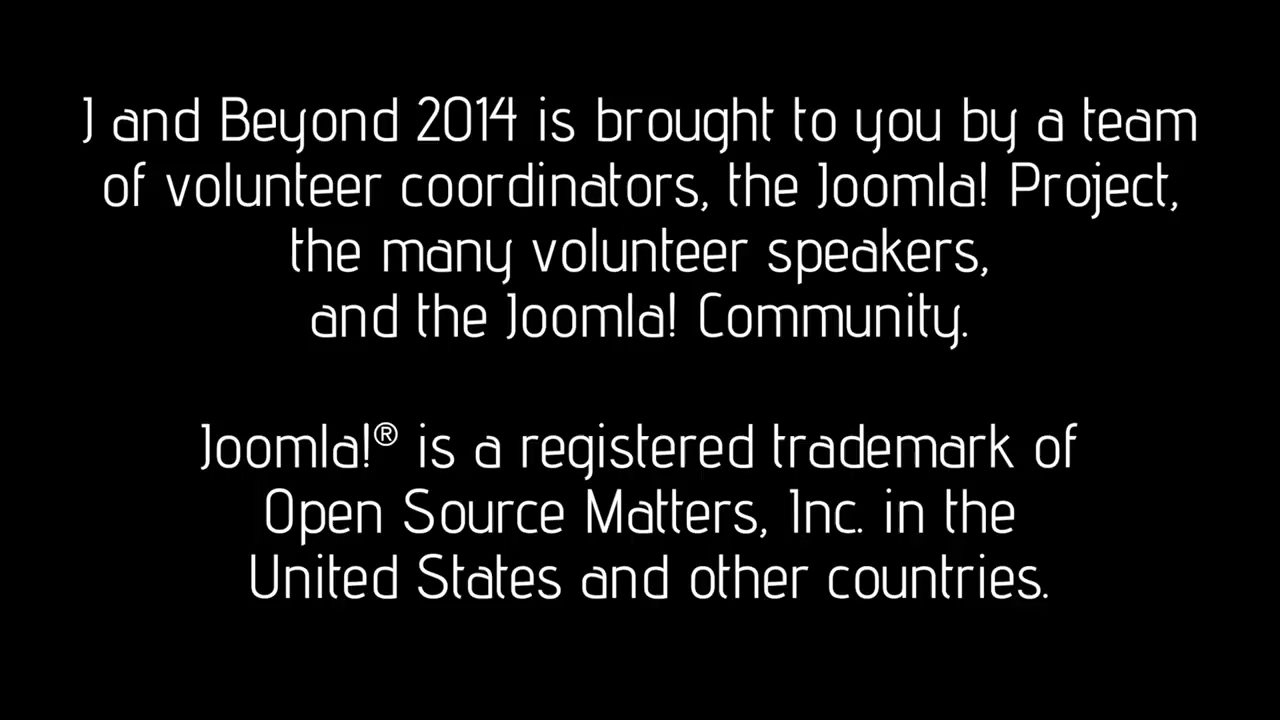 J and Beyond 2014 is brought to you by a team
of volunteer coordinators, the Joomla! Project,
the many volunteer speakers,
and the Joomla! Community.
Joomla!® is a registered trademark of
Open Source Matters, Inc. in the
United States and other countries.